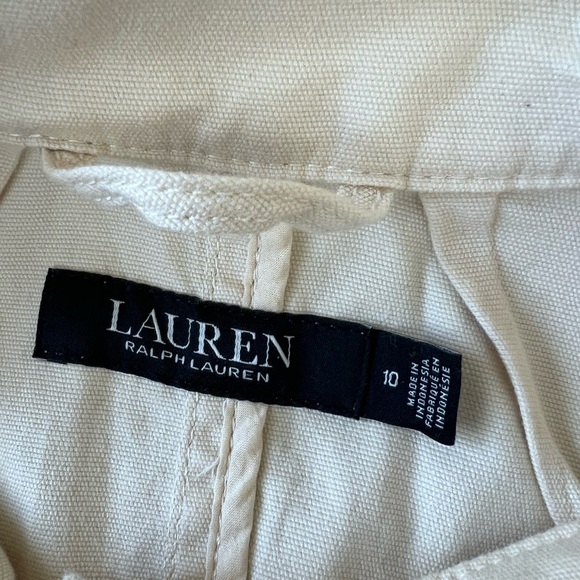 LAUREN
RALPH LAUREN
10
MADE IN
INDONESIA
FABRIQUÉ EN
INDONÉSIE